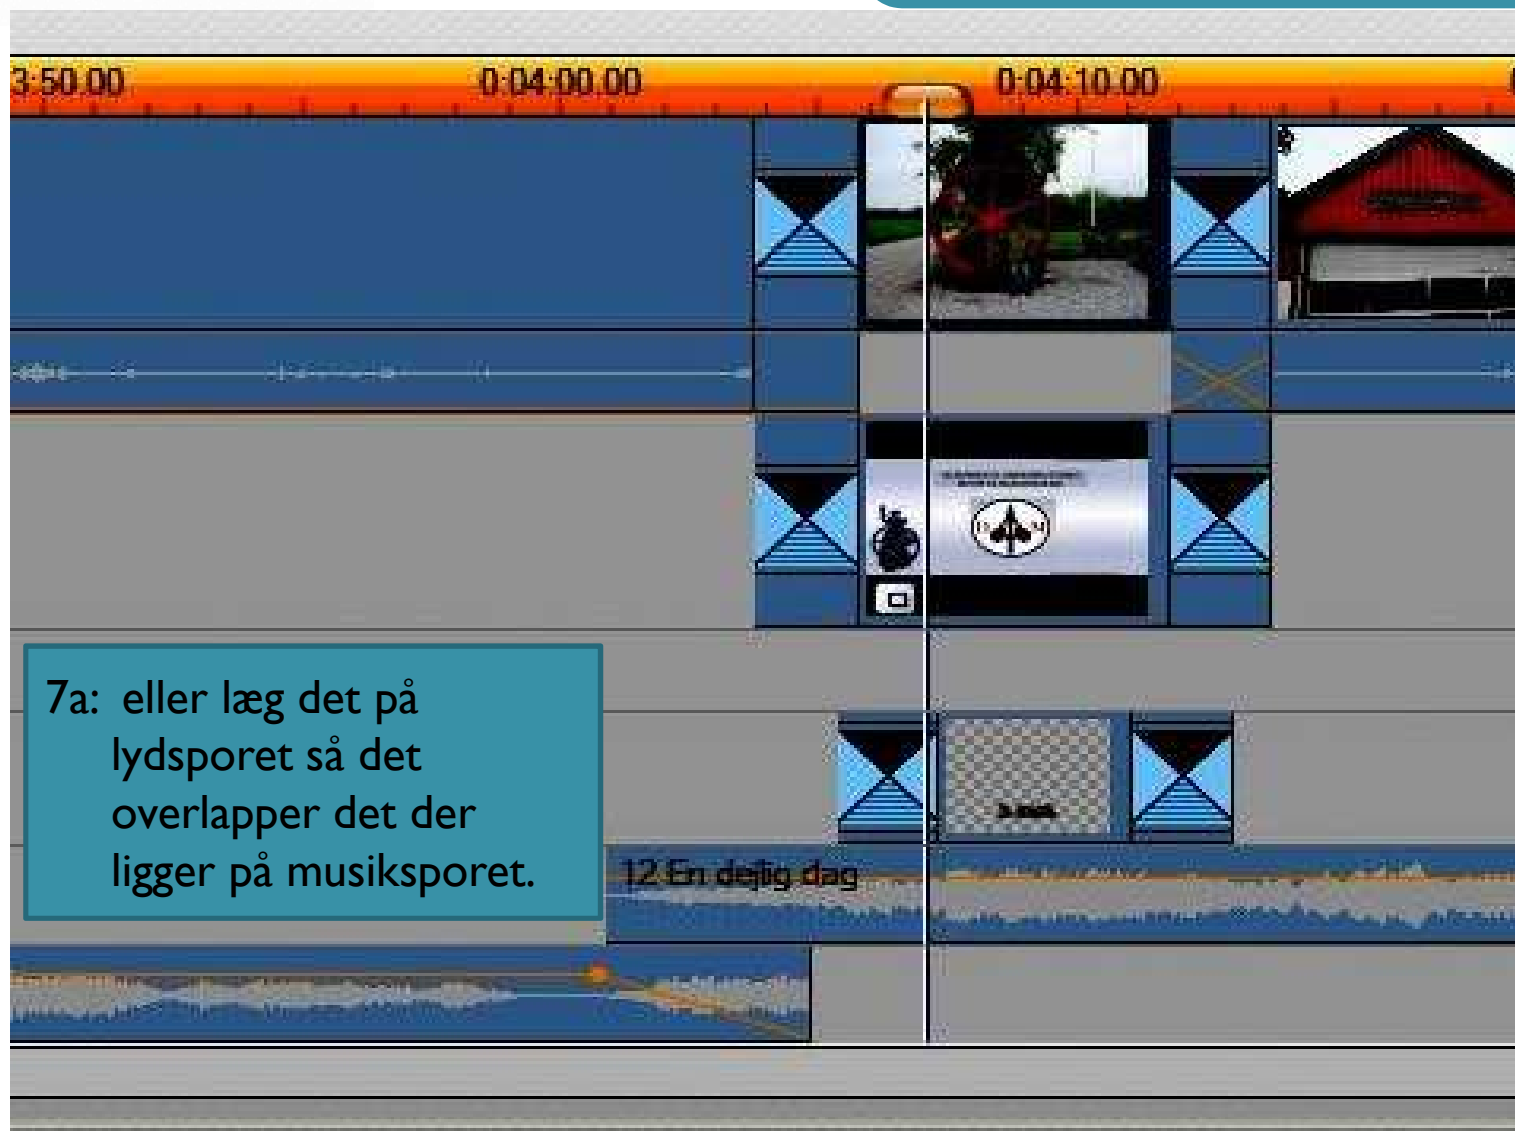 3:50.00 0:04:00.00 0:04:10.00
7a: eller læg det på
lydsporet så det
overlapper det der
ligger på musiksporet.
12 En dejlig dag